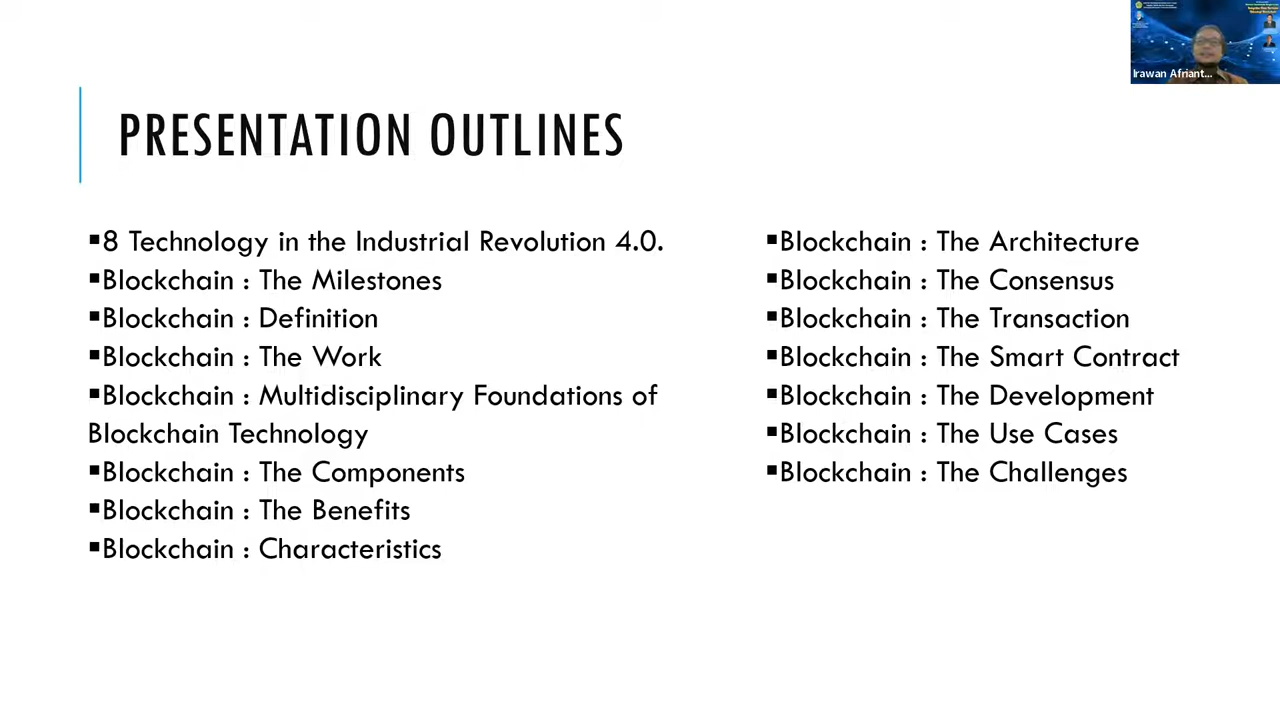 Irawan Afriant...
PRESENTATION OUTLINES
▪8 Technology in the Industrial Revolution 4.0.
▪Blockchain : The Milestones
▪Blockchain : Definition
▪Blockchain : The Work
▪Blockchain : Multidisciplinary Foundations of
Blockchain Technology
▪Blockchain : The Components
▪Blockchain : The Benefits
▪Blockchain : Characteristics
▪Blockchain : The Architecture
▪Blockchain : The Consensus
▪Blockchain : The Transaction
▪Blockchain : The Smart Contract
▪Blockchain : The Development
▪Blockchain : The Use Cases
▪Blockchain : The Challenges